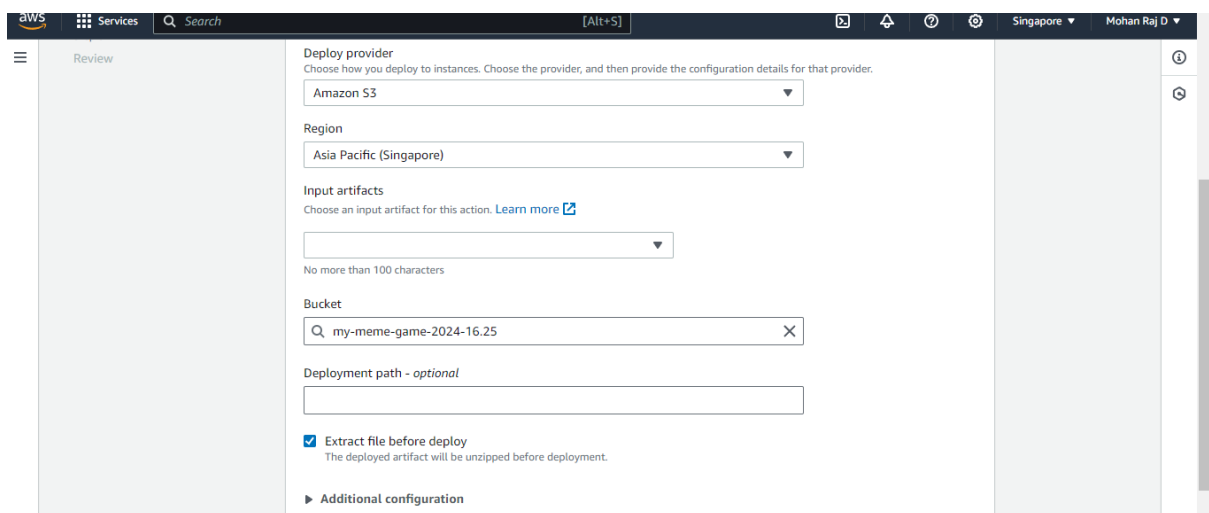 aws Services Search [Alt+S] Singapore ▼ Mohan Raj D ▼
Review
Deploy provider
Choose how you deploy to instances. Choose the provider, and then provide the configuration details for that provider.
Amazon S3
Region
Asia Pacific (Singapore)
Input artifacts
Choose an input artifact for this action. Learn more
No more than 100 characters
Bucket
my-meme-game-2024-16.25
Deployment path - optional
Extract file before deploy
The deployed artifact will be unzipped before deployment.
Additional configuration